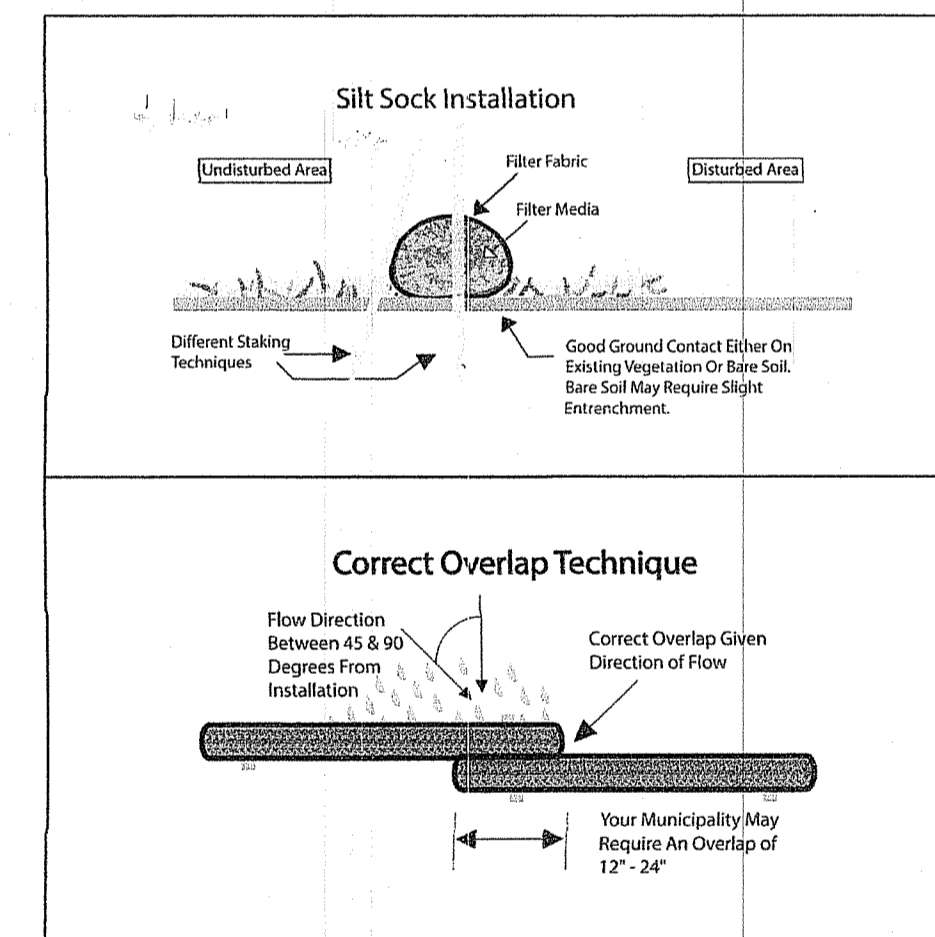 Silt Sock Installation
Undisturbed Area
Filter Fabric
Disturbed Area
Filter Media
Different Staking
Techniques
Good Ground Contact Either On
Existing Vegetation Or Bare Soil.
Bare Soil May Require Slight
Entrenchment.
Correct Overlap Technique
Flow Direction
Between 45 & 90
Degrees From
Installation
Correct Overlap Given
Direction of Flow
Your Municipality May
Require An Overlap of
12" - 24"